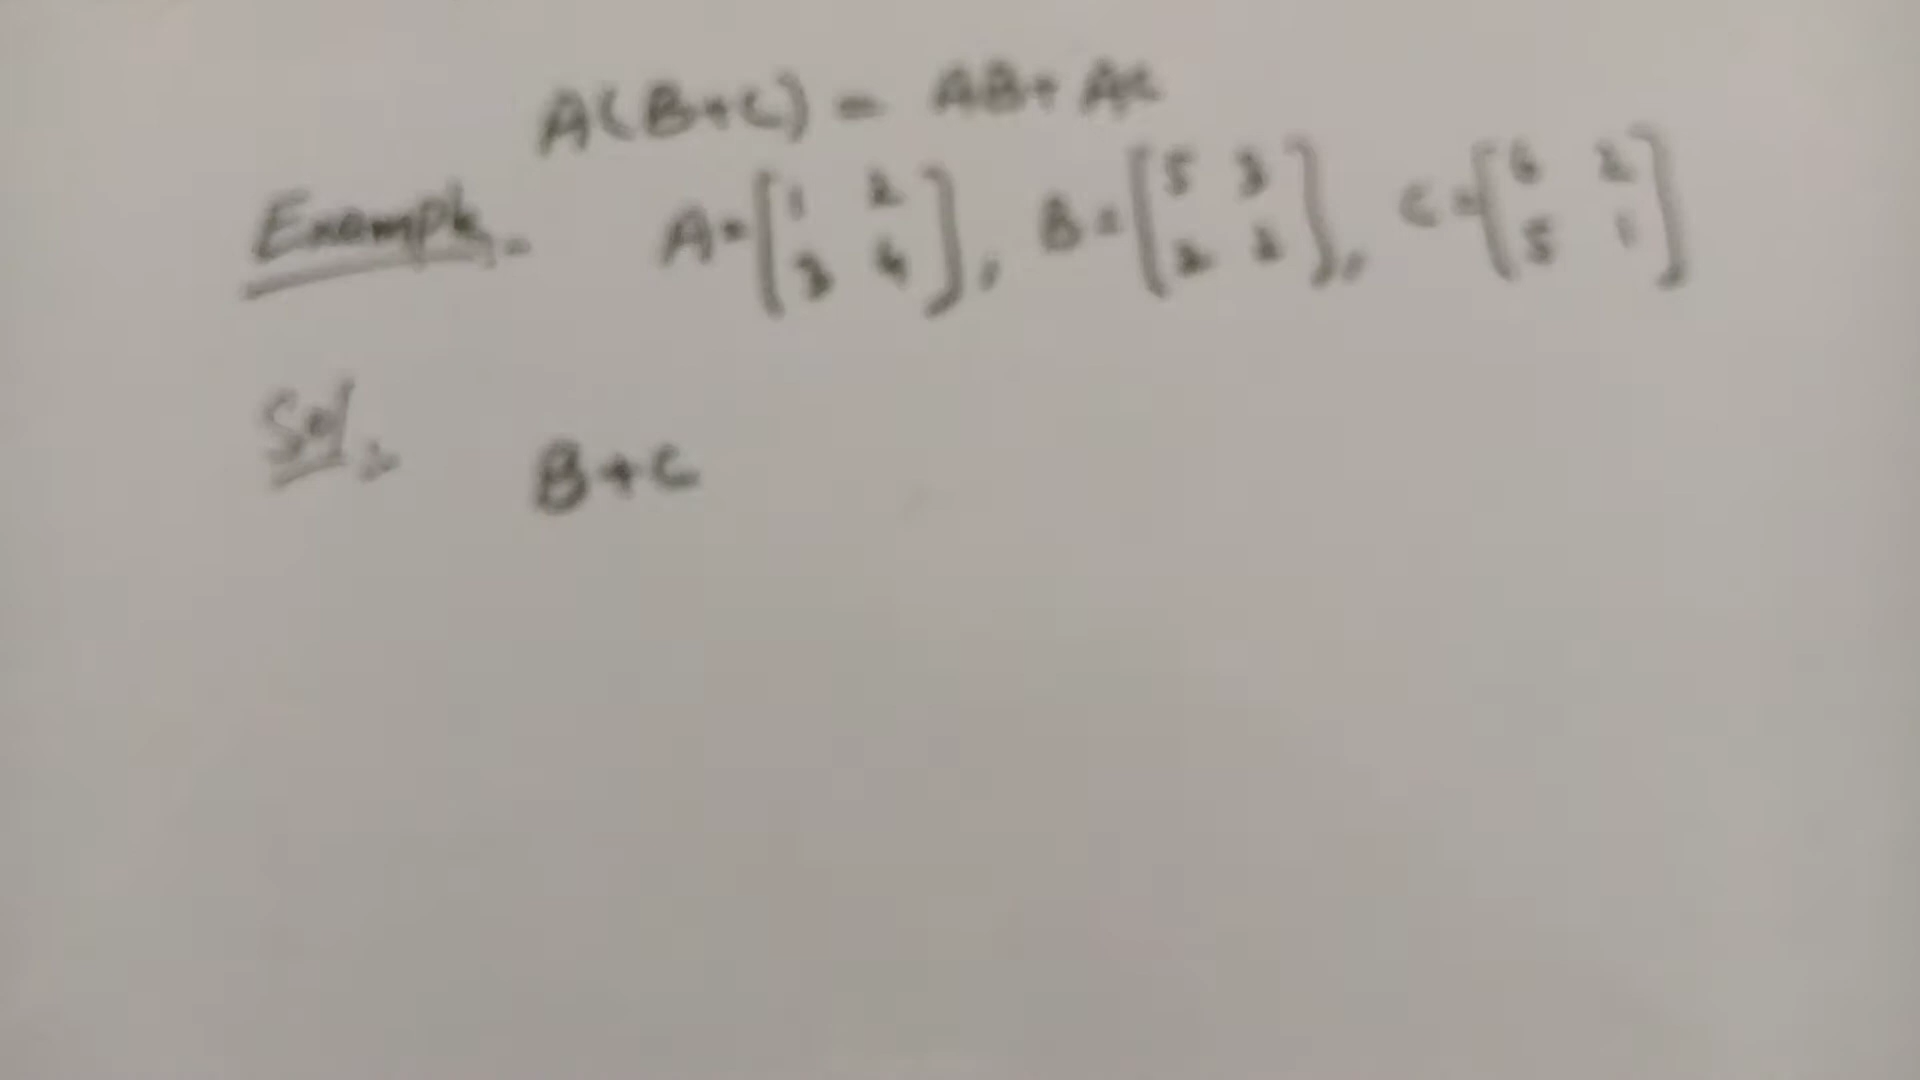 A(B+C) = AB+ AC
Example. A=[1 2 3 4], B=[5 3 2 2], C=[6 2 5 1]
Sol.
B+C